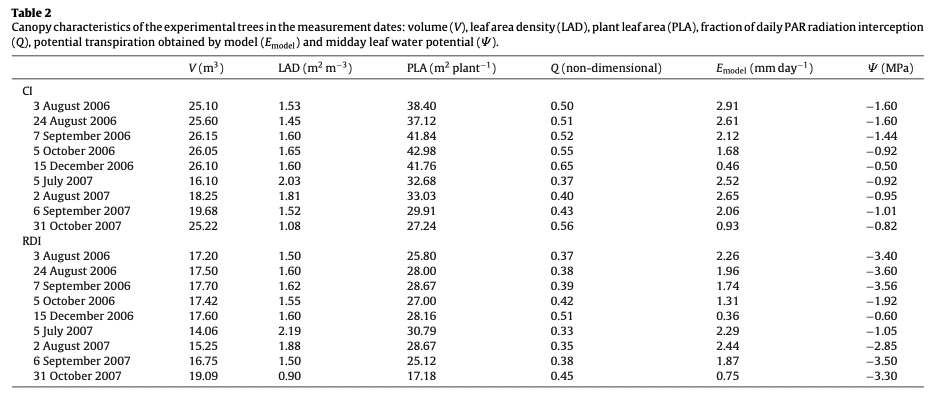 Table 2
Canopy characteristics of the experimental trees in the measurement dates: volume (V), leaf area density (LAD), plant leaf area (PLA), fraction of daily PAR radiation interception
(Q), potential transpiration obtained by model (Emodel) and midday leaf water potential (Ψ).
V (m³) LAD (m² m⁻³) PLA (m² plant⁻¹) Q (non-dimensional) Emodel (mm day⁻¹) Ψ (MPa)
CI
3 August 2006 25.10 1.53 38.40 0.50 2.91 −1.60
24 August 2006 25.60 1.45 37.12 0.51 2.61 −1.60
7 September 2006 26.15 1.60 41.84 0.52 2.12 −1.44
5 October 2006 26.05 1.65 42.98 0.55 1.68 −0.92
15 December 2006 26.10 1.60 41.76 0.65 0.46 −0.50
5 July 2007 16.10 2.03 32.68 0.37 2.52 −0.92
2 August 2007 18.25 1.81 33.03 0.40 2.65 −0.95
6 September 2007 19.68 1.52 29.91 0.43 2.06 −1.01
31 October 2007 25.22 1.08 27.24 0.56 0.93 −0.82
RDI
3 August 2006 17.20 1.50 25.80 0.37 2.26 −3.40
24 August 2006 17.50 1.60 28.00 0.38 1.96 −3.60
7 September 2006 17.70 1.62 28.67 0.39 1.74 −3.56
5 October 2006 17.42 1.55 27.00 0.42 1.31 −1.92
15 December 2006 17.60 1.60 28.16 0.51 0.36 −0.60
5 July 2007 14.06 2.19 30.79 0.33 2.29 −1.05
2 August 2007 15.25 1.88 28.67 0.35 2.44 −2.85
6 September 2007 16.75 1.50 25.12 0.38 1.87 −3.50
31 October 2007 19.09 0.90 17.18 0.45 0.75 −3.30